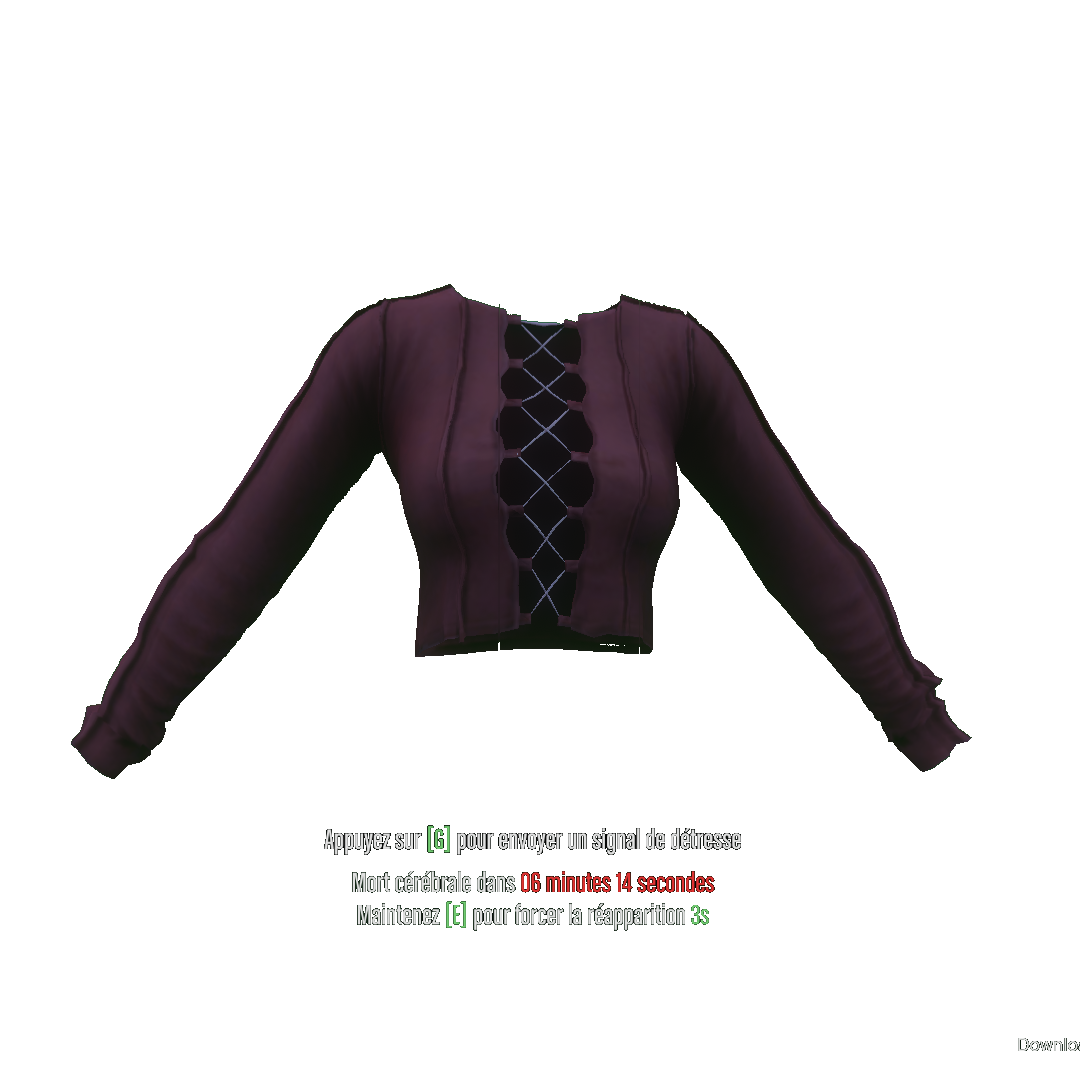 Appuyez sur [G] pour envoyer un signal de détresse
Mort cérébrale dans 06 minutes 14 secondes
Maintenez [E] pour forcer la réapparition 3s